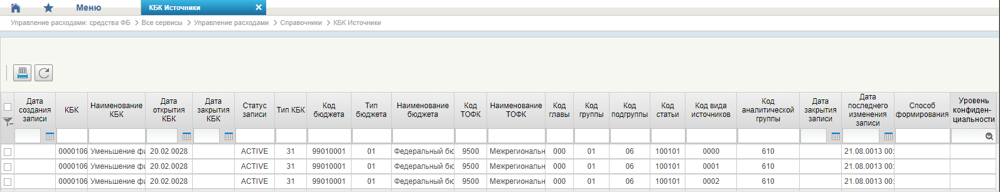 Меню
КБК Источники
Управление расходами: средства ФБ > Все сервисы > Управление расходами > Справочники > КБК Источники
Дата создания записи КБК Наименование КБК Дата открытия КБК Дата закрытия КБК Статус записи Тип КБК Код бюджета Тип бюджета Наименование бюджета Код ТОФК Наименование ТОФК Код главы Код группы Код подгруппы Код статьи Код вида источников Код аналитической группы Дата закрытия записи Дата последнего изменения записи Способ формирования Уровень конфиден-циальности
0000106 Уменьшение фи 20.02.0028 ACTIVE 31 99010001 01 Федеральный бю 9500 Межрегиональн 000 01 06 100101 0000 610 21.08.0013 00:
0000106 Уменьшение фи 20.02.0028 ACTIVE 31 99010001 01 Федеральный бю 9500 Межрегиональн 000 01 06 100101 0001 610 21.08.0013 00:
0000106 Уменьшение фи 20.02.0028 ACTIVE 31 99010001 01 Федеральный бю 9500 Межрегиональн 000 01 06 100101 0002 610 21.08.0013 00: